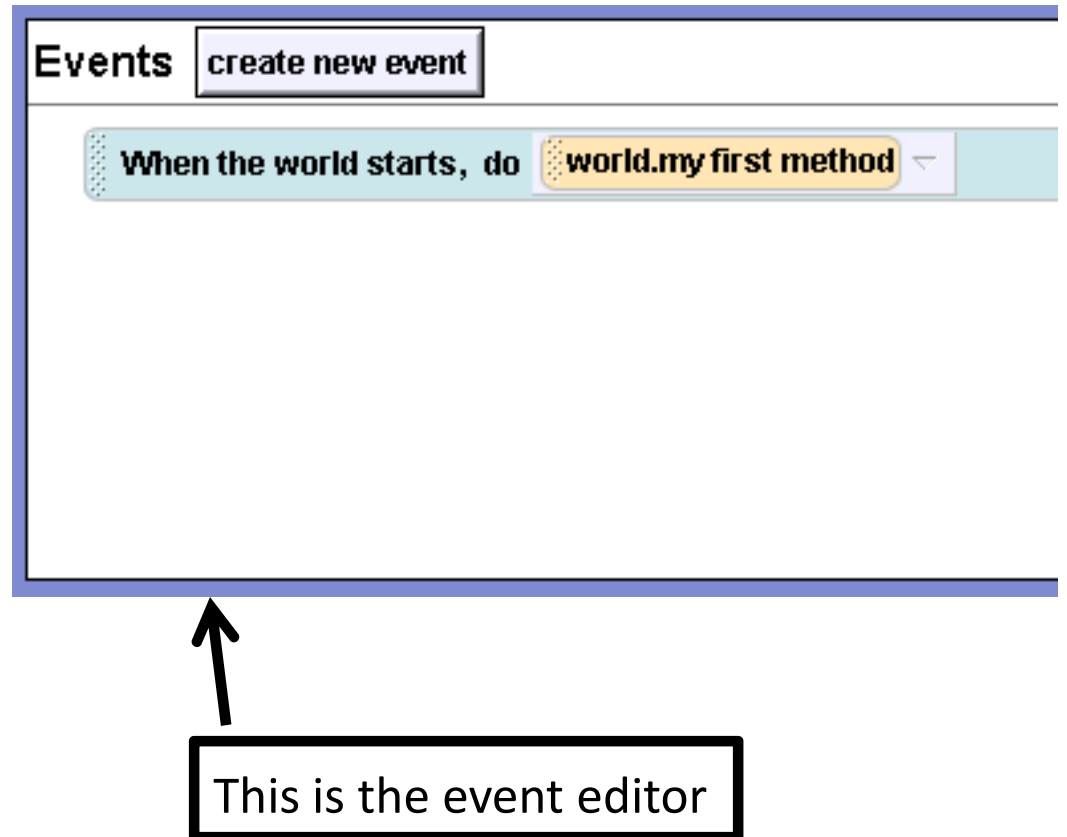 Events create new event
When the world starts, do world.my first method
This is the event editor